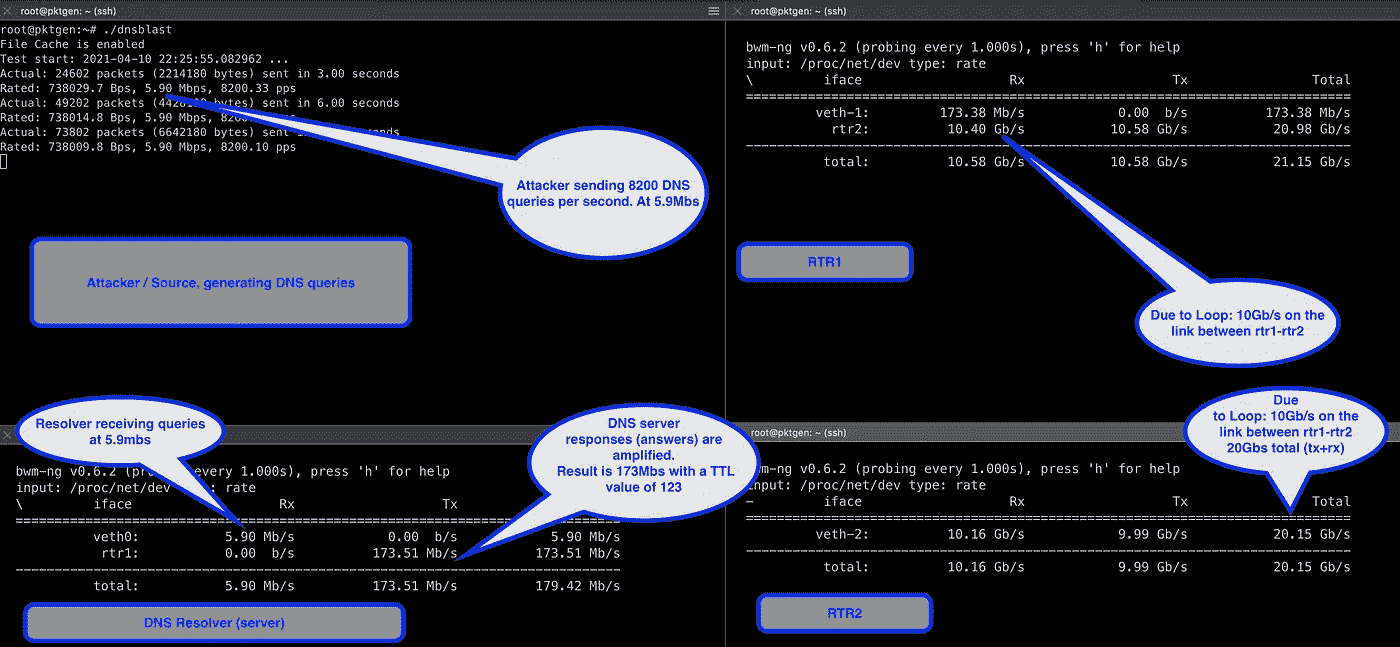 root@pktgen: ~ (ssh)
root@pktgen:~# ./dnsblast
File Cache is enabled
Test start: 2021-04-10 22:25:55.082962 ...
Actual: 24602 packets (2214180 bytes) sent in 3.00 seconds
Rated: 738029.7 Bps, 5.90 Mbps, 8200.33 pps
Actual: 49202 packets (4428180 bytes) sent in 6.00 seconds
Rated: 738014.8 Bps, 5.90 Mbps, pps
Actual: 73802 packets (6642180 bytes) sent seconds
Rated: 738009.8 Bps, 5.90 Mbps, 8200.10 pps
Attacker sending 8200 DNS
queries per second. At 5.9Mbs
Attacker / Source, generating DNS queries
root@pktgen: ~ (ssh)
bwm-ng v0.6.2 (probing every 1.000s), press 'h' for help
input: /proc/net/dev type: rate
\ iface Rx Tx Total
veth-1: 173.38 Mb/s 0.00 b/s 173.38 Mb/s
rtr2: 10.40 Gb/s 10.58 Gb/s 20.98 Gb/s
total: 10.58 Gb/s 10.58 Gb/s 21.15 Gb/s
RTR1
Due to Loop: 10Gb/s on the
link between rtr1-rtr2
Resolver receiving queries
at 5.9mbs
DNS server
responses (answers) are
amplified.
Result is 173Mbs with a TTL
value of 123
bwm-ng v0.6.2 every 1.000s), press 'h' for help
input: /proc/net/dev rate
\ iface Rx Tx
veth0: 5.90 Mb/s 0.00 b/s 5.90 Mb/s
rtr1: 0.00 b/s 173.51 Mb/s 173.51 Mb/s
total: 5.90 Mb/s 173.51 Mb/s 179.42 Mb/s
DNS Resolver (server)
root@pktgen: ~ (ssh)
Due
to Loop: 10Gb/s on the
link between rtr1-rtr2
20Gbs total (tx+rx)
bwm-ng v0.6.2 (probing every 1.000s), press 'h' for help
input: /proc/net/dev type: rate
- iface Rx Tx Total
veth-2: 10.16 Gb/s 9.99 Gb/s 20.15 Gb/s
total: 10.16 Gb/s 9.99 Gb/s 20.15 Gb/s
RTR2